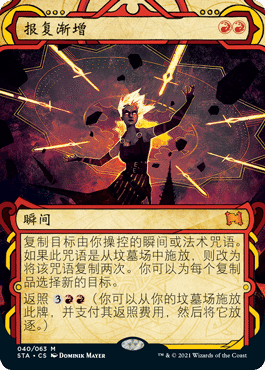 报复渐增
瞬间
复制目标由你操控的瞬间或法术咒语。
如果此咒语是从坟墓场中施放，则改为
将该咒语复制两次。你可以为每个复制
品选择新的目标。
返照 3 （你可以从你的坟墓场施放
此牌，并支付其返照费用，然后将它放
逐。）
040/063 M
STA • CS DOMINIK MAYER
™ & © 2021 Wizards of the Coast